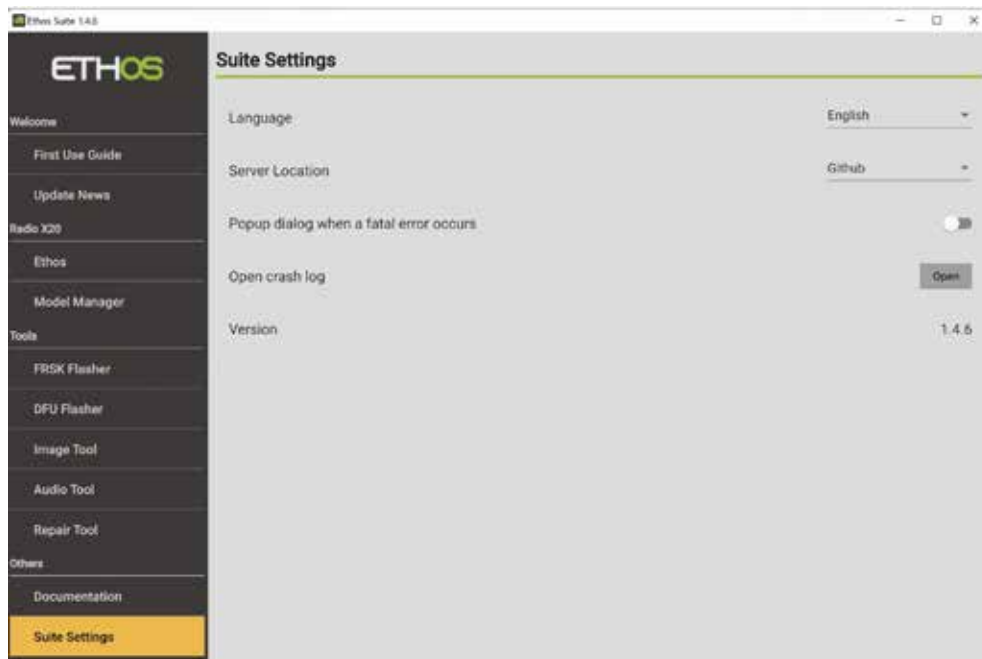 Ethos Suite 1.4.6
ETHOS
Welcome
First Use Guide
Update News
Radio X20
Ethos
Model Manager
Tools
FRSK Flasher
DFU Flasher
Image Tool
Audio Tool
Repair Tool
Others
Documentation
Suite Settings
Suite Settings
Language English
Server Location Github
Popup dialog when a fatal error occurs
Open crash log Open
Version 1.4.6